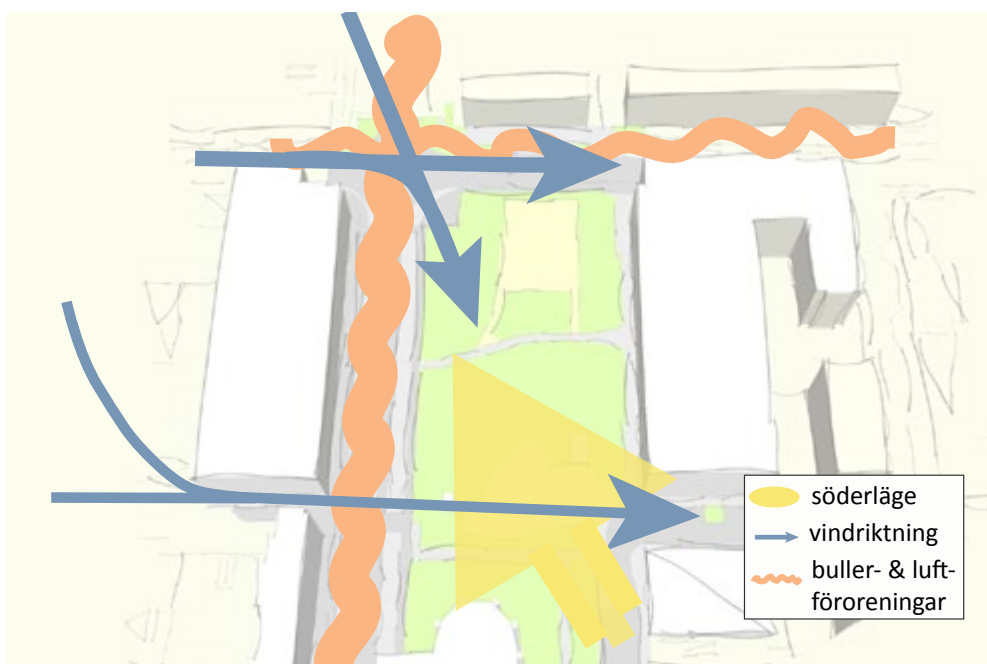 söderläge
vindriktning
buller- & luft-
föroreningar